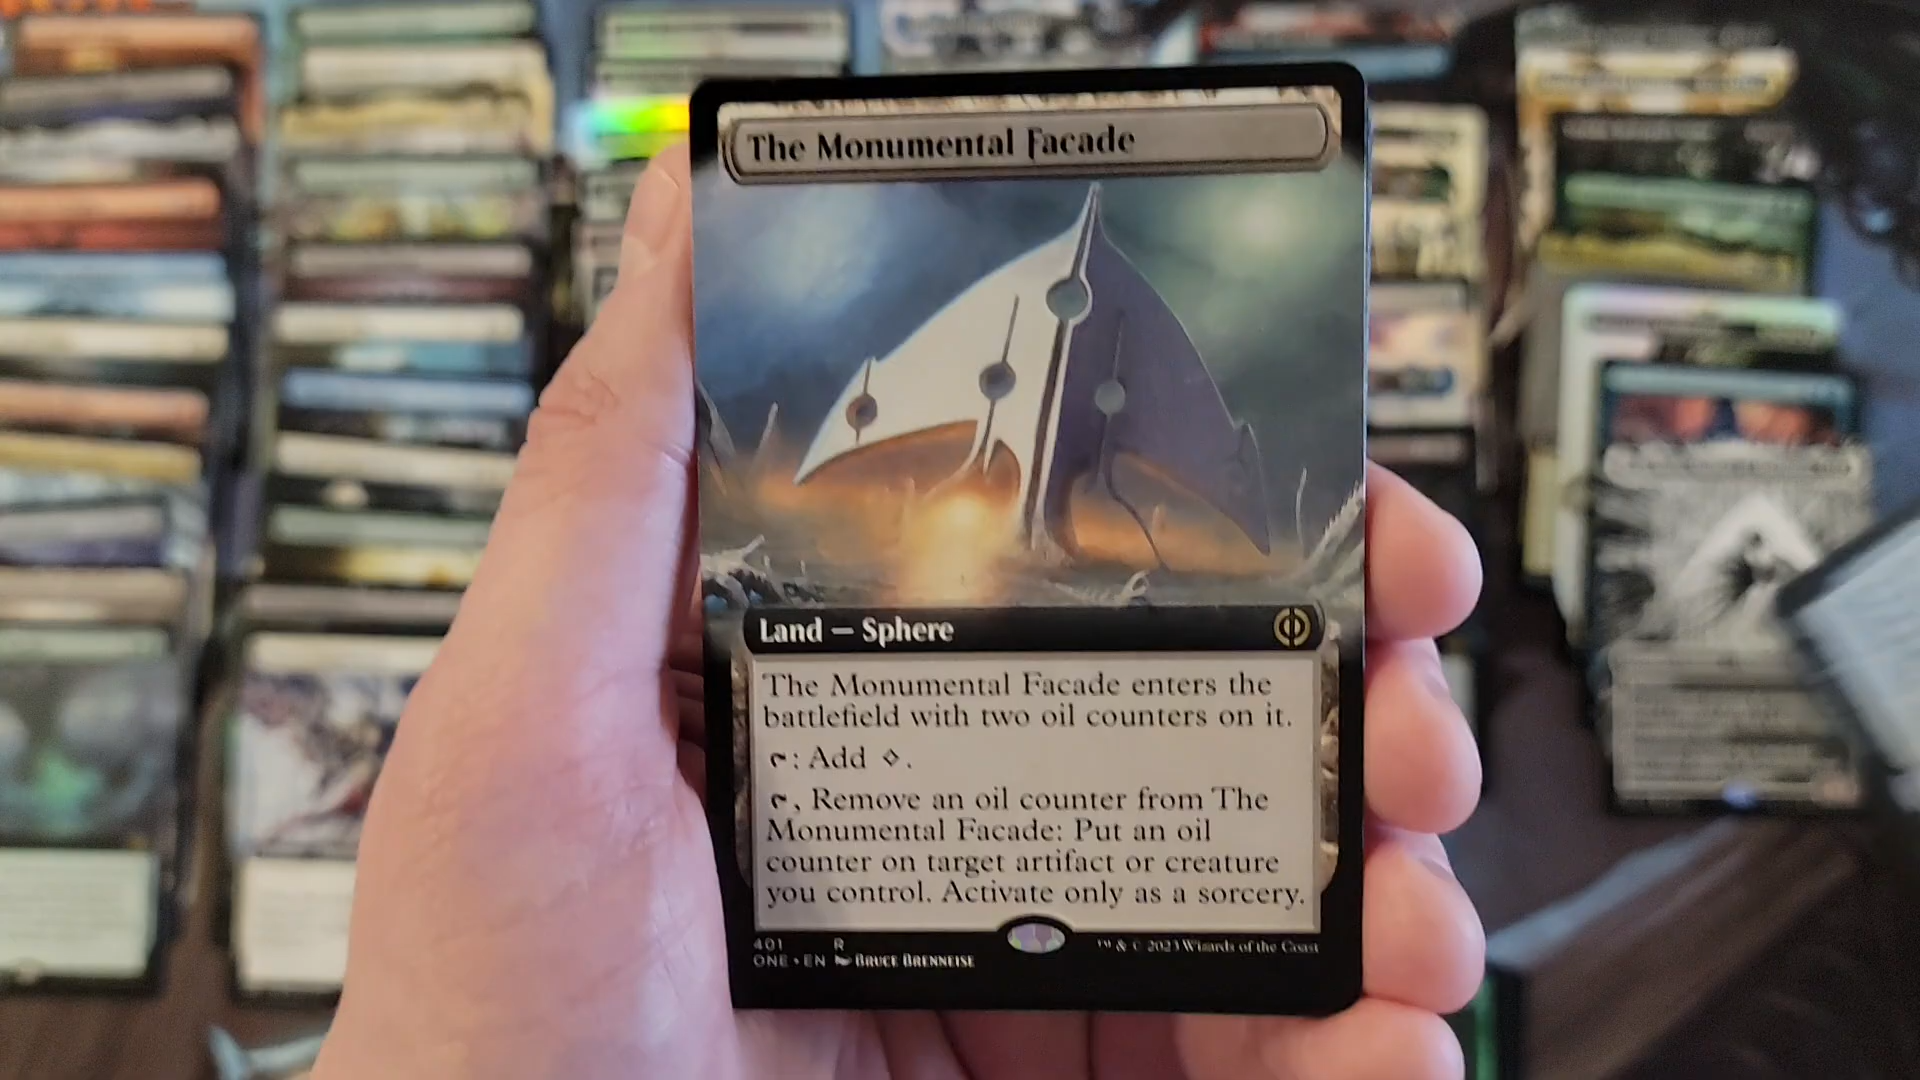 The Monumental Facade
Land — Sphere
The Monumental Facade enters the
battlefield with two oil counters on it.
: Add .
, Remove an oil counter from The
Monumental Facade: Put an oil
counter on target artifact or creature
you control. Activate only as a sorcery.
401 R
ONE • EN BRUCE BRENNEISE
™ & © 2023 Wizards of the Coast